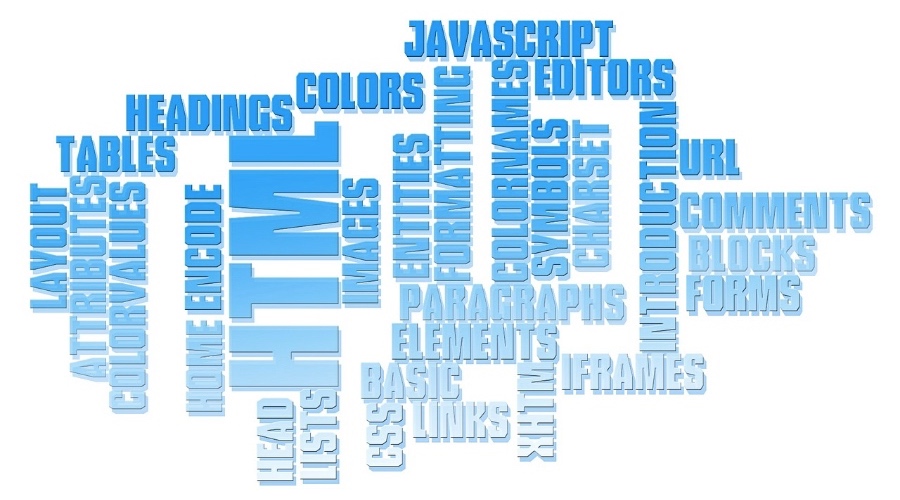 JAVASCRIPT
EDITORS
COLORS
HEADINGS
TABLES
LAYOUT
ATTRIBUTES
COLORVALUES
HOME
ENCODE
HTML
IMAGES
ENTITIES
FORMATTING
COLORNAMES
SYMBOLS
CHARSET
INTRODUCTION
URL
COMMENTS
BLOCKS
FORMS
PARAGRAPHS
ELEMENTS
IFRAMES
BASIC
LINKS
CSS
XHTML
HEAD
LISTS